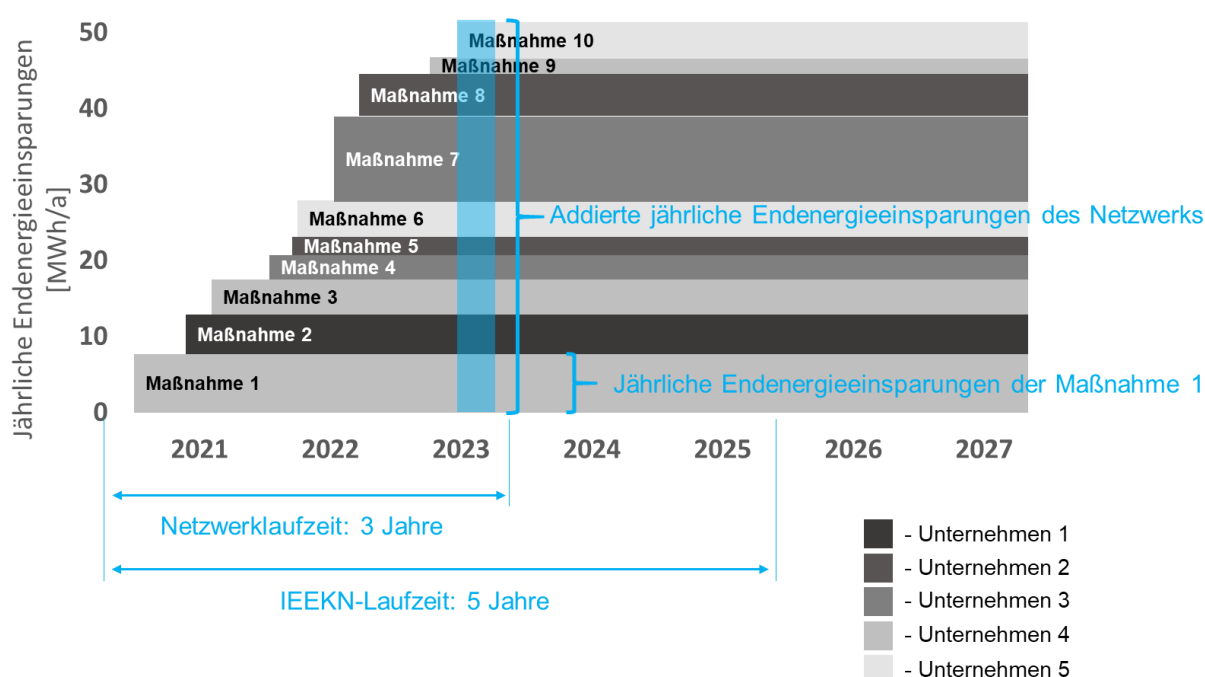 Jährliche Endenergieeinsparungen
[MWh/a]
50
40
30
20
10
0
Maßnahme 10
Maßnahme 9
Maßnahme 8
Maßnahme 7
Maßnahme 6
Maßnahme 5
Maßnahme 4
Maßnahme 3
Maßnahme 2
Maßnahme 1
Addierte jährliche Endenergieeinsparungen des Netzwerks
Jährliche Endenergieeinsparungen der Maßnahme 1
2021 2022 2023 2024 2025 2026 2027
Netzwerklaufzeit: 3 Jahre
IEEKN-Laufzeit: 5 Jahre
- Unternehmen 1
- Unternehmen 2
- Unternehmen 3
- Unternehmen 4
- Unternehmen 5